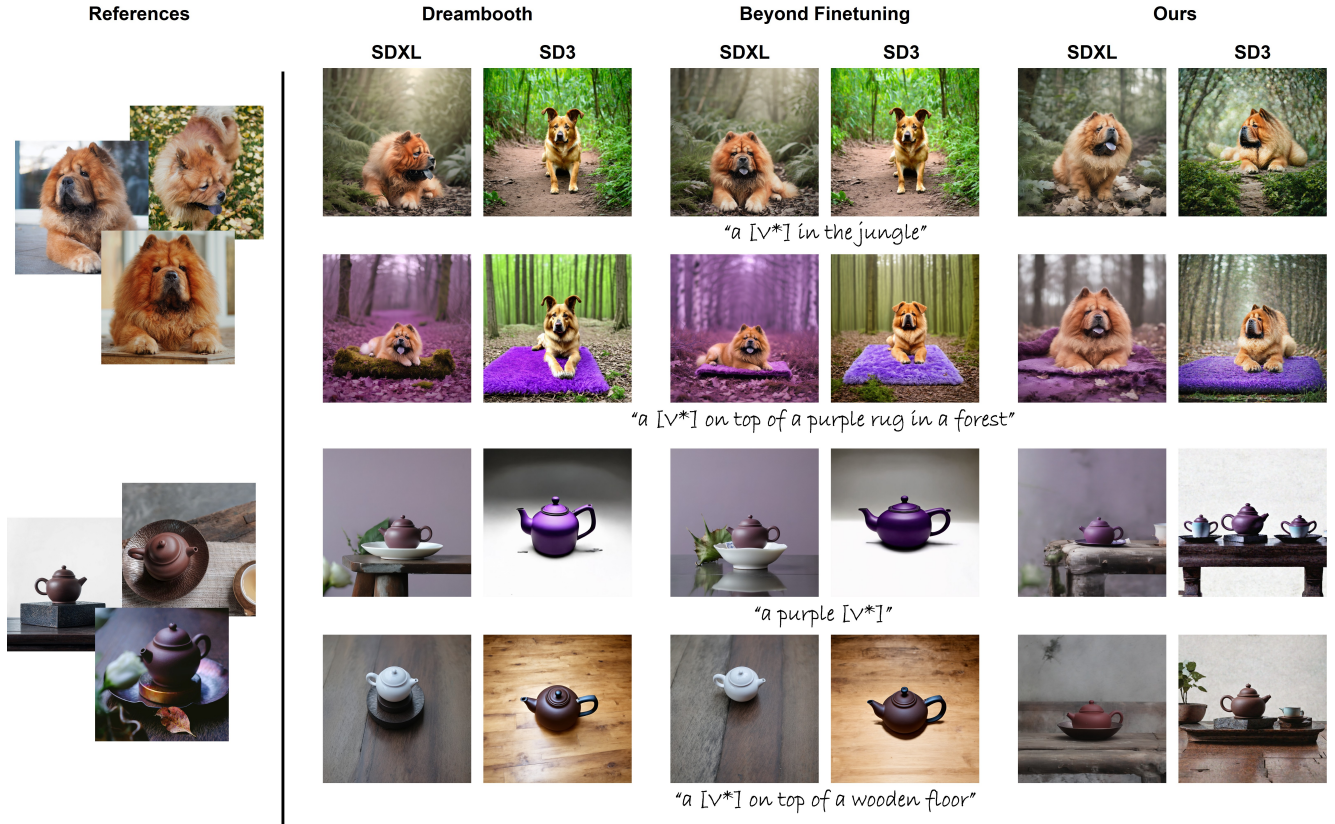 References
Dreambooth
Beyond Finetuning
Ours
SDXL
SD3
SDXL
SD3
SDXL
SD3
"a [V*] in the jungle"
"a [V*] on top of a purple rug in a forest"
"a purple [V*]"
"a [V*] on top of a wooden floor"